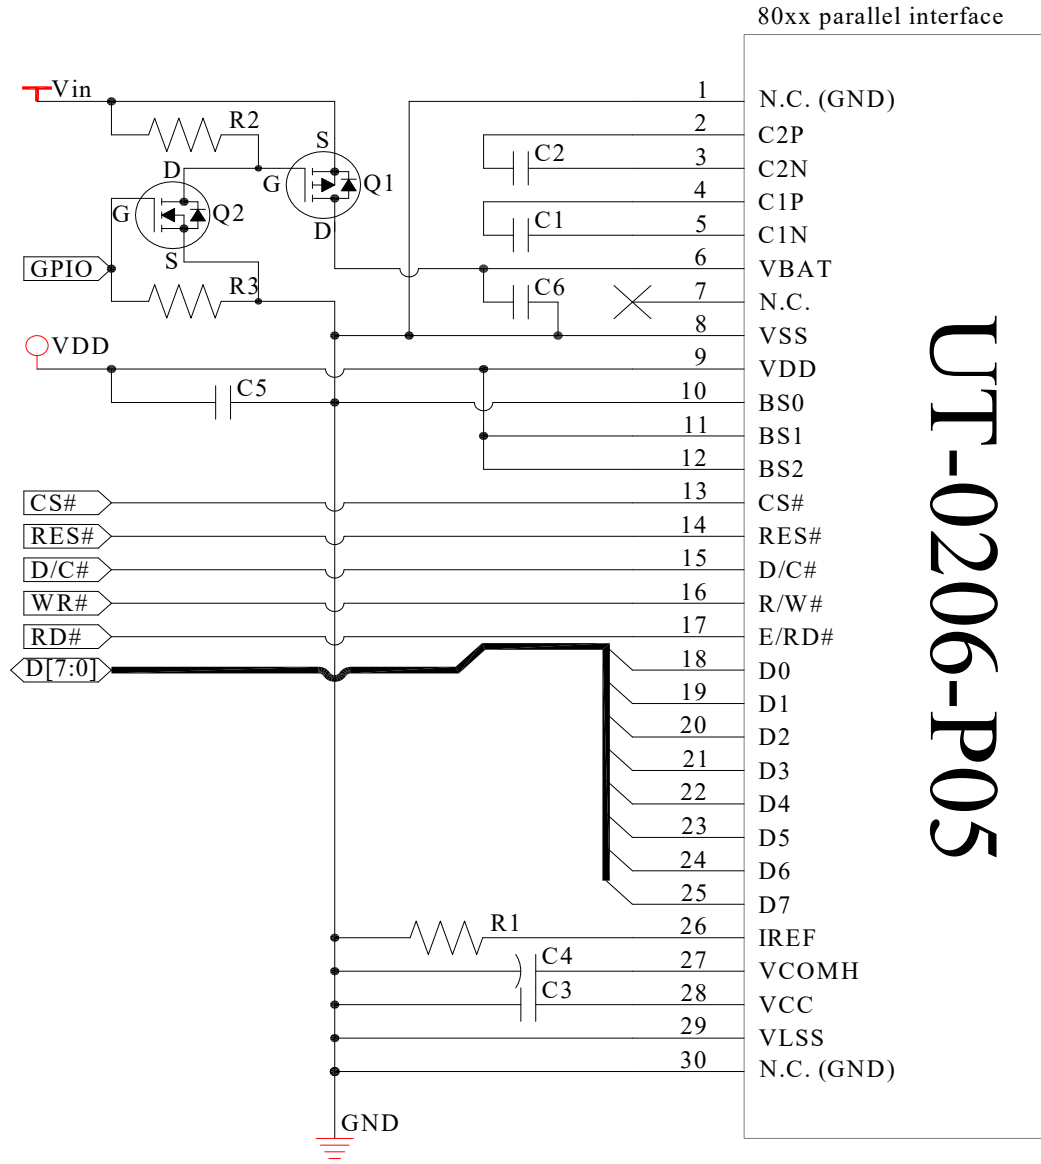 80xx parallel interface
Vin
R2
S
D
G
Q1
G
Q2
D
S
GPIO
R3
VDD
C5
CS#
RES#
D/C#
WR#
RD#
D[7:0]
C2
C1
C6
R1
C4
C3
GND
1 N.C. (GND)
2 C2P
3 C2N
4 C1P
5 C1N
6 VBAT
7 N.C.
8 VSS
9 VDD
10 BS0
11 BS1
12 BS2
13 CS#
14 RES#
15 D/C#
16 R/W#
17 E/RD#
18 D0
19 D1
20 D2
21 D3
22 D4
23 D5
24 D6
25 D7
26 IREF
27 VCOMH
28 VCC
29 VLSS
30 N.C. (GND)
UT-0206-P05